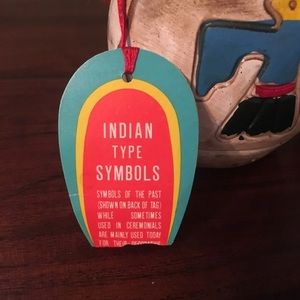 INDIAN
TYPE
SYMBOLS
SYMBOLS OF THE PAST
(SHOWN ON BACK OF TAG)
WHILE SOMETIMES
USED IN CEREMONIALS
ARE MAINLY USED TODAY
FOR THEIR DECORATIVE